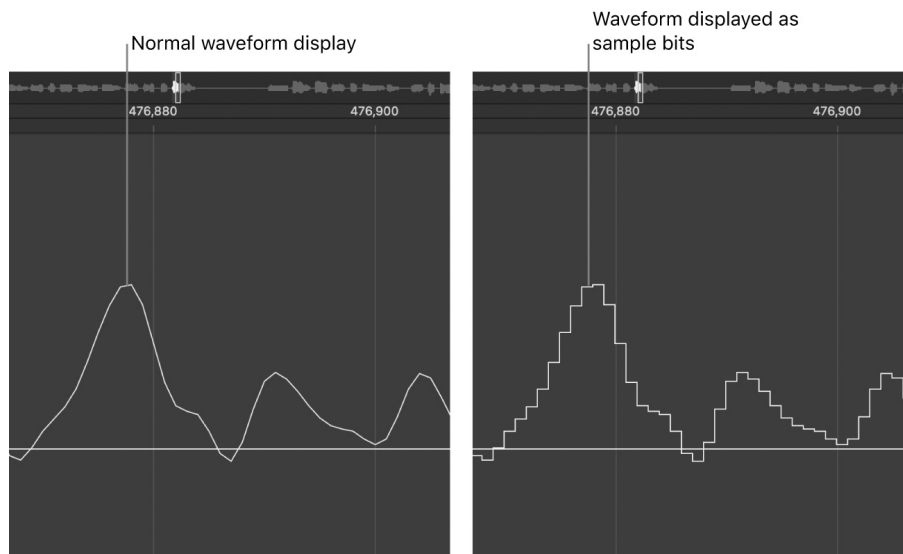 Normal waveform display
476,880
476,900
Waveform displayed as
sample bits
476,880
476,900